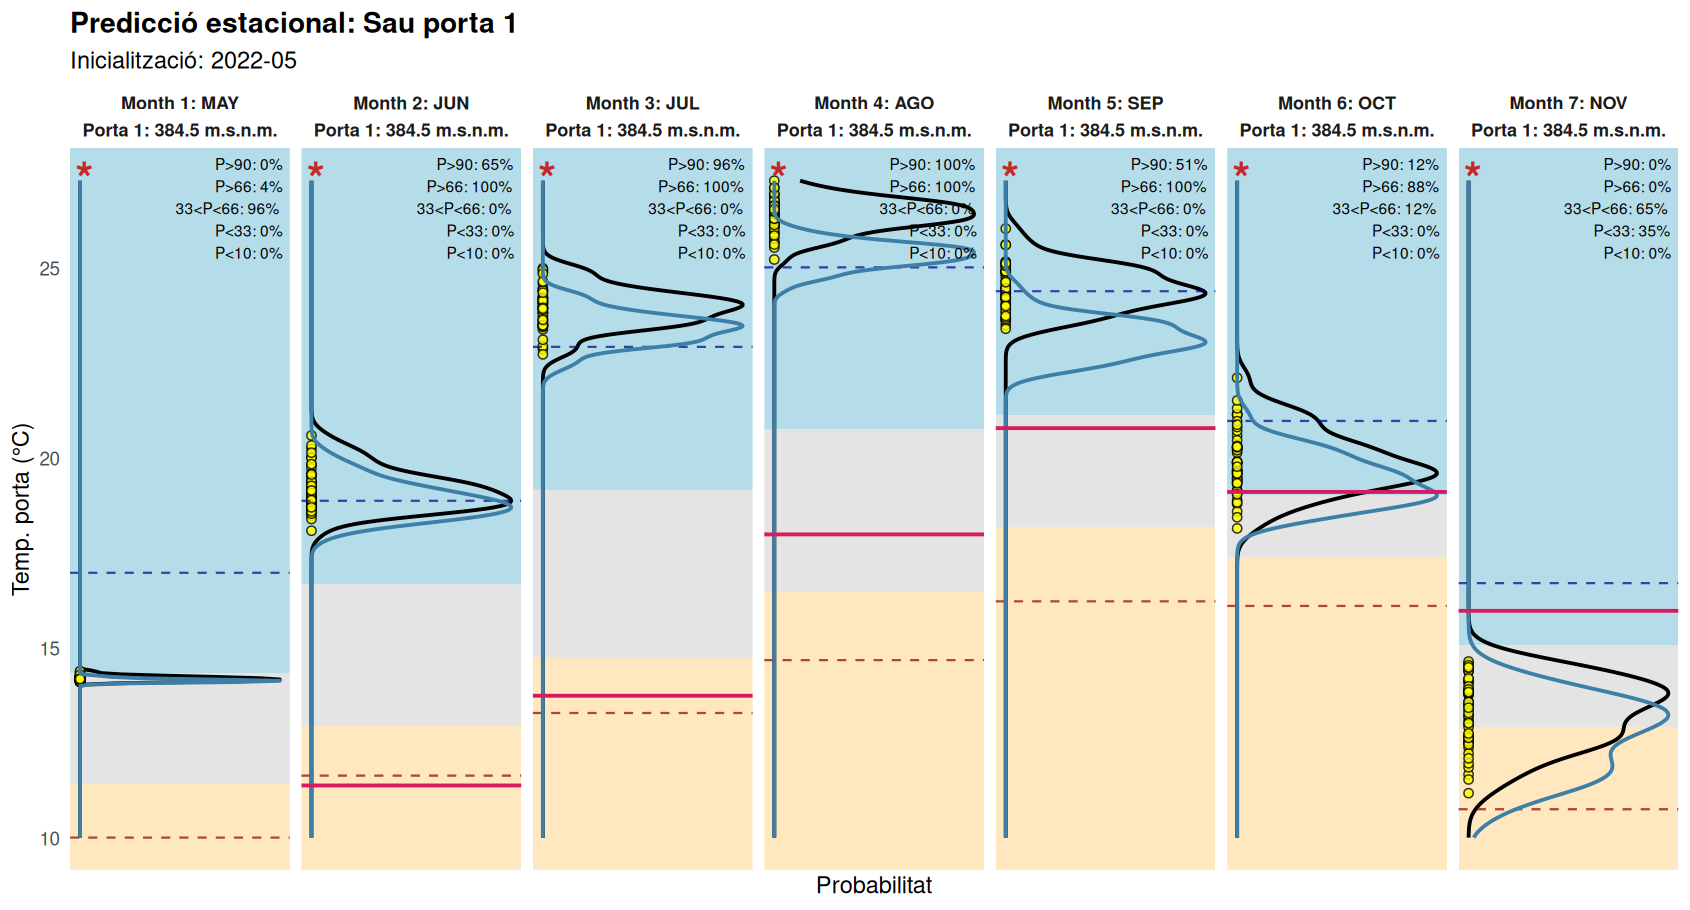 Predicció estacional: Sau porta 1
Inicialització: 2022-05
Month 1: MAY
Porta 1: 384.5 m.s.n.m.
Month 2: JUN
Porta 1: 384.5 m.s.n.m.
Month 3: JUL
Porta 1: 384.5 m.s.n.m.
Month 4: AGO
Porta 1: 384.5 m.s.n.m.
Month 5: SEP
Porta 1: 384.5 m.s.n.m.
Month 6: OCT
Porta 1: 384.5 m.s.n.m.
Month 7: NOV
Porta 1: 384.5 m.s.n.m.
*
P>90: 0%
P>66: 4%
33<P<66: 96%
P<33: 0%
P<10: 0%
*
P>90: 65%
P>66: 100%
33<P<66: 0%
P<33: 0%
P<10: 0%
*
P>90: 96%
P>66: 100%
33<P<66: 0%
P<33: 0%
P<10: 0%
*
P>90: 100%
P>66: 100%
33<P<66: 0%
P<33: 0%
P<10: 0%
*
P>90: 51%
P>66: 100%
33<P<66: 0%
P<33: 0%
P<10: 0%
*
P>90: 12%
P>66: 88%
33<P<66: 12%
P<33: 0%
P<10: 0%
*
P>90: 0%
P>66: 0%
33<P<66: 65%
P<33: 35%
P<10: 0%
Temp. porta (°C)
25
20
15
10
Probabilitat